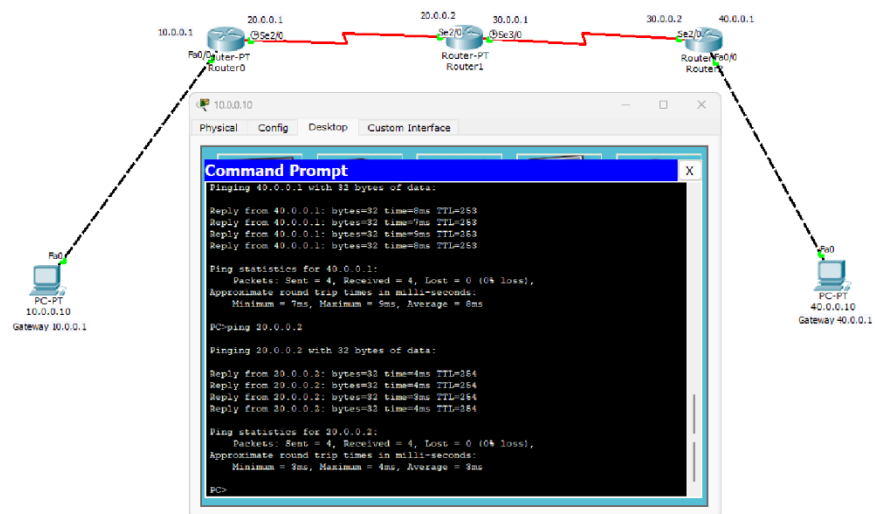 20.0.0.1
20.0.0.2
30.0.0.1
30.0.0.2
40.0.0.1
10.0.0.1
Se2/0
Se2/0
Se3/0
Se2/0
Fa0/0
Router0
Router-PT
Router1
Fa0/0
10.0.0.10
Physical Config Desktop Custom Interface
Command Prompt X
Pinging 40.0.0.1 with 32 bytes of data:
Reply from 40.0.0.1: bytes=32 time=8ms TTL=253
Reply from 40.0.0.1: bytes=32 time=7ms TTL=253
Reply from 40.0.0.1: bytes=32 time=9ms TTL=253
Reply from 40.0.0.1: bytes=32 time=8ms TTL=253
Ping statistics for 40.0.0.1:
Packets: Sent = 4, Received = 4, Lost = 0 (0% loss),
Approximate round trip times in milli-seconds:
Minimum = 7ms, Maximum = 9ms, Average = 8ms
PC>ping 20.0.0.2
Pinging 20.0.0.2 with 32 bytes of data:
Reply from 20.0.0.2: bytes=32 time=4ms TTL=254
Reply from 20.0.0.2: bytes=32 time=4ms TTL=254
Reply from 20.0.0.2: bytes=32 time=3ms TTL=254
Reply from 20.0.0.2: bytes=32 time=4ms TTL=254
Ping statistics for 20.0.0.2:
Packets: Sent = 4, Received = 4, Lost = 0 (0% loss),
Approximate round trip times in milli-seconds:
Minimum = 3ms, Maximum = 4ms, Average = 3ms
PC>
Fa0
PC-PT
10.0.0.10
Gateway 10.0.0.1
Fa0
PC-PT
40.0.0.10
Gateway 40.0.0.1